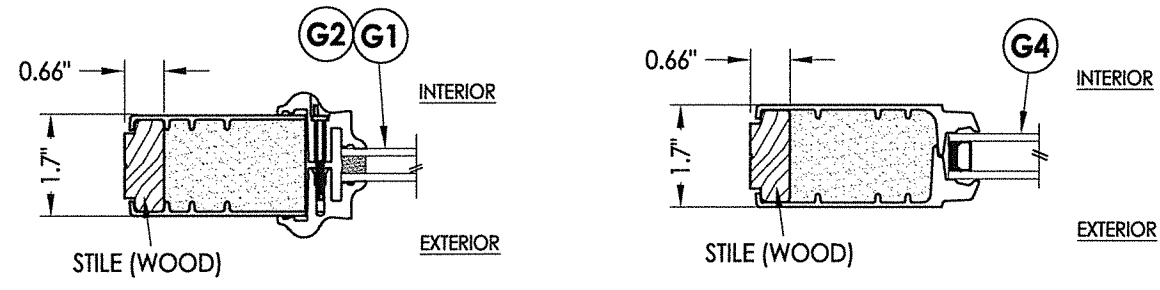 G2 G1
0.66"
INTERIOR
1.7"
EXTERIOR
STILE (WOOD)
G4
0.66"
INTERIOR
1.7"
EXTERIOR
STILE (WOOD)